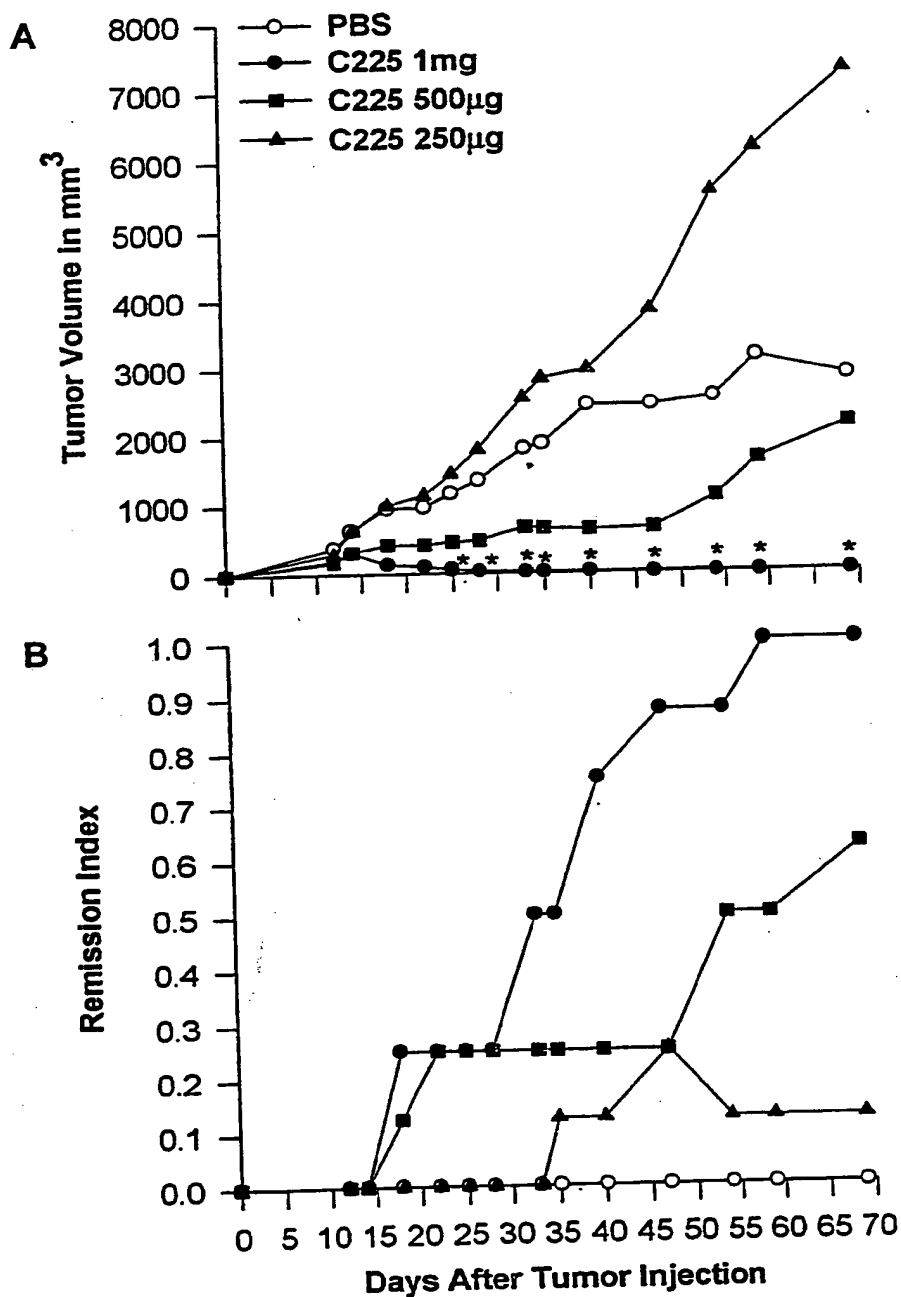 A
PBS
C225 1mg
C225 500µg
C225 250µg
8000
7000
6000
5000
4000
3000
2000
1000
0
Tumor Volume in mm3
* * * * * * * * *
B
1.0
0.9
0.8
0.7
0.6
0.5
0.4
0.3
0.2
0.1
0.0
Remission Index
0 5 10 15 20 25 30 35 40 45 50 55 60 65 70
Days After Tumor Injection